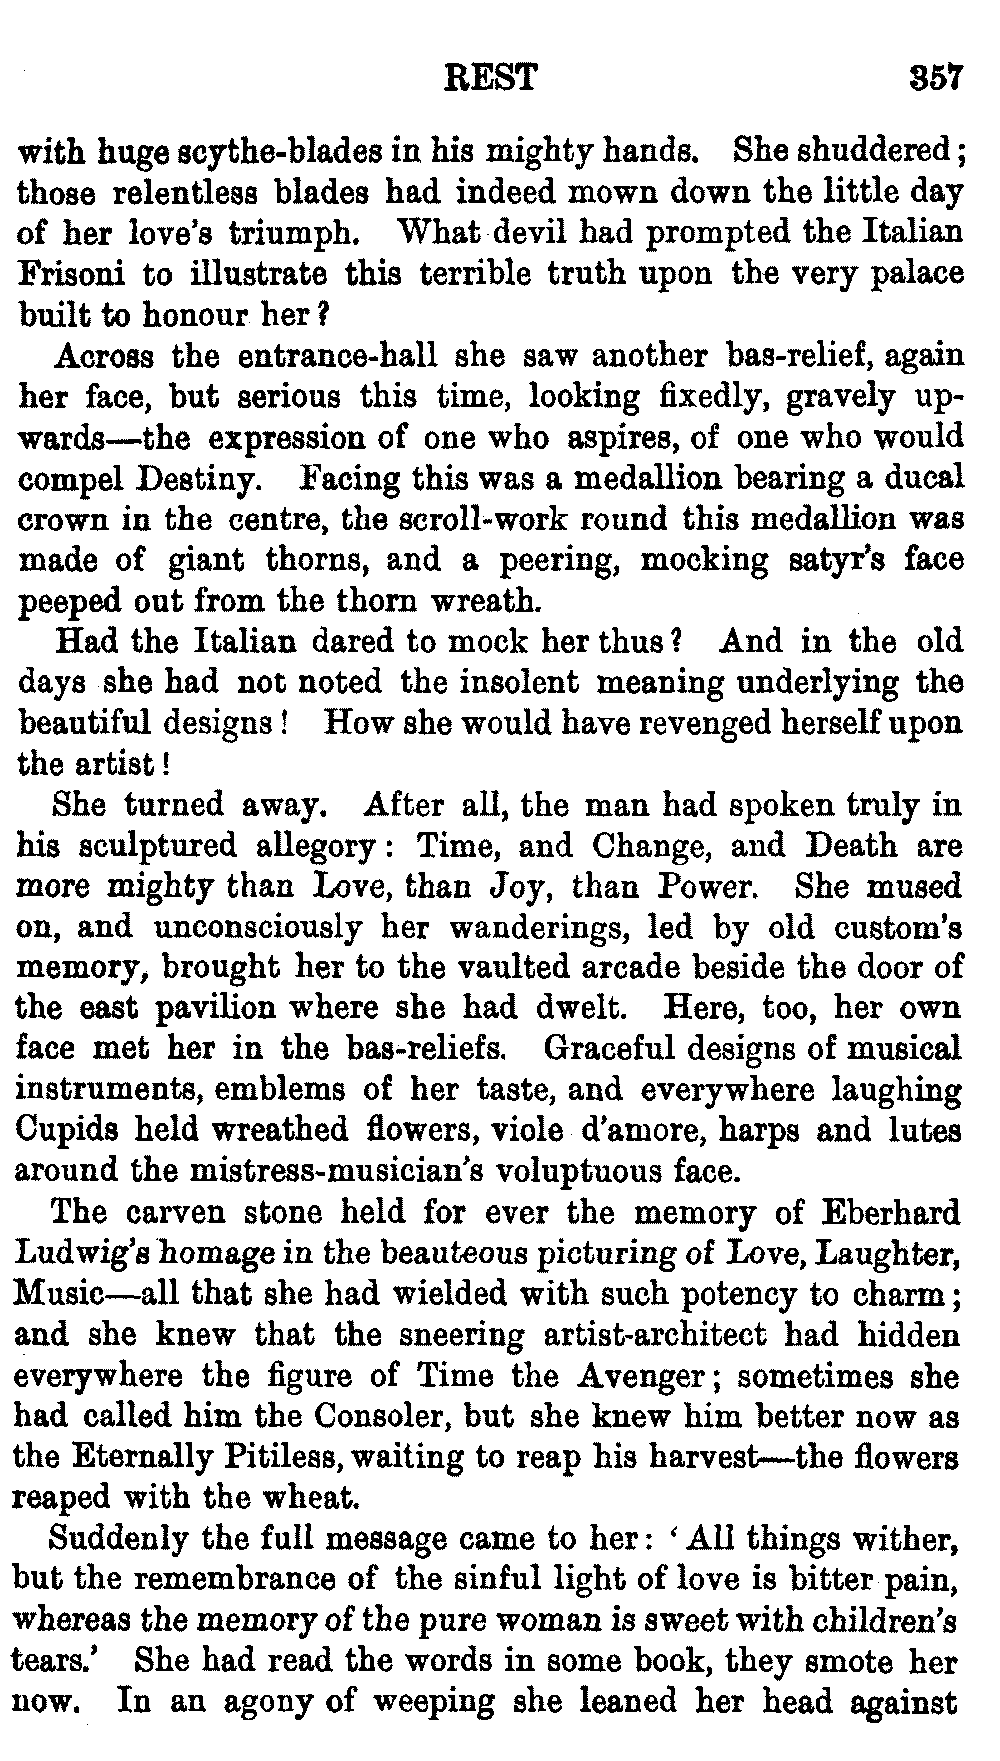 REST 357
with huge scythe-blades in his mighty hands. She shuddered;
those relentless blades had indeed mown down the little day
of her love's triumph. What devil had prompted the Italian
Frisoni to illustrate this terrible truth upon the very palace
built to honour her?
Across the entrance-hall she saw another bas-relief, again
her face, but serious this time, looking fixedly, gravely up-
wards—the expression of one who aspires, of one who would
compel Destiny. Facing this was a medallion bearing a ducal
crown in the centre, the scroll-work round this medallion was
made of giant thorns, and a peering, mocking satyr's face
peeped out from the thorn wreath.
Had the Italian dared to mock her thus? And in the old
days she had not noted the insolent meaning underlying the
beautiful designs! How she would have revenged herself upon
the artist!
She turned away. After all, the man had spoken truly in
his sculptured allegory: Time, and Change, and Death are
more mighty than Love, than Joy, than Power. She mused
on, and unconsciously her wanderings, led by old custom's
memory, brought her to the vaulted arcade beside the door of
the east pavilion where she had dwelt. Here, too, her own
face met her in the bas-reliefs. Graceful designs of musical
instruments, emblems of her taste, and everywhere laughing
Cupids held wreathed flowers, viole d'amore, harps and lutes
around the mistress-musician's voluptuous face.
The carven stone held for ever the memory of Eberhard
Ludwig's homage in the beauteous picturing of Love, Laughter,
Music—all that she had wielded with such potency to charm;
and she knew that the sneering artist-architect had hidden
everywhere the figure of Time the Avenger; sometimes she
had called him the Consoler, but she knew him better now as
the Eternally Pitiless, waiting to reap his harvest—the flowers
reaped with the wheat.
Suddenly the full message came to her: 'All things wither,
but the remembrance of the sinful light of love is bitter pain,
whereas the memory of the pure woman is sweet with children's
tears.' She had read the words in some book, they smote her
now. In an agony of weeping she leaned her head against